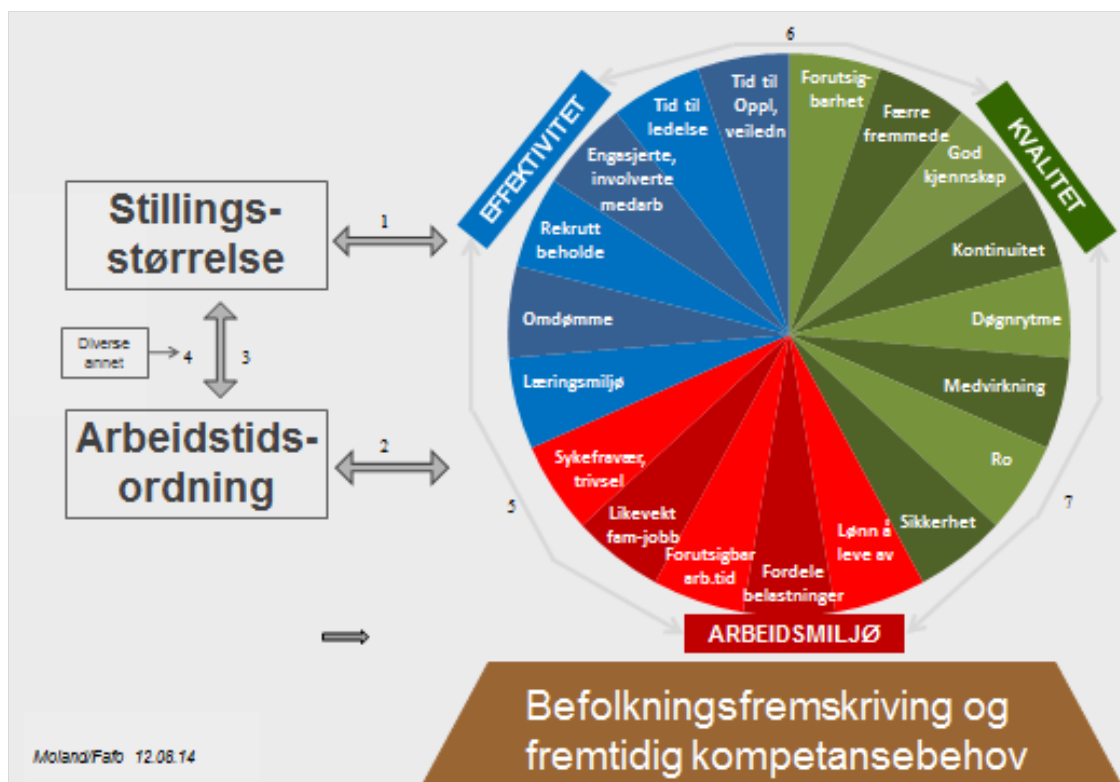 6
Stillings-
størrelse
1
Diverse
annet
4
3
Arbeidstids-
ordning
2
EFFEKTIVITET
KVALITET
Tid til
Oppl,
veiledn
Tid til
ledelse
Engasjerte,
involverte
medarb
Rekrutt
beholde
Omdømme
Læringsmiljø
Forutsig-
barhet
Færre
fremmede
God
kjennskap
Kontinuitet
Døgnrytme
Medvirkning
Ro
Sikkerhet
Sykefravær,
trivsel
Likevekt
fam-jobb
Forutsigbar
arb.tid
Fordele
belastninger
Lønn å
leve av
5
7
ARBEIDSMILJØ
Befolkningsfremskriving og
fremtidig kompetansebehov
Moland/Fafo 12.08.14